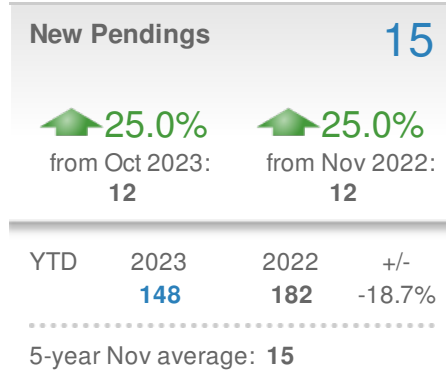 New Pendings 15
25.0% 25.0%
from Oct 2023: from Nov 2022:
12 12
YTD 2023 2022 +/-
148 182 -18.7%
5-year Nov average: 15